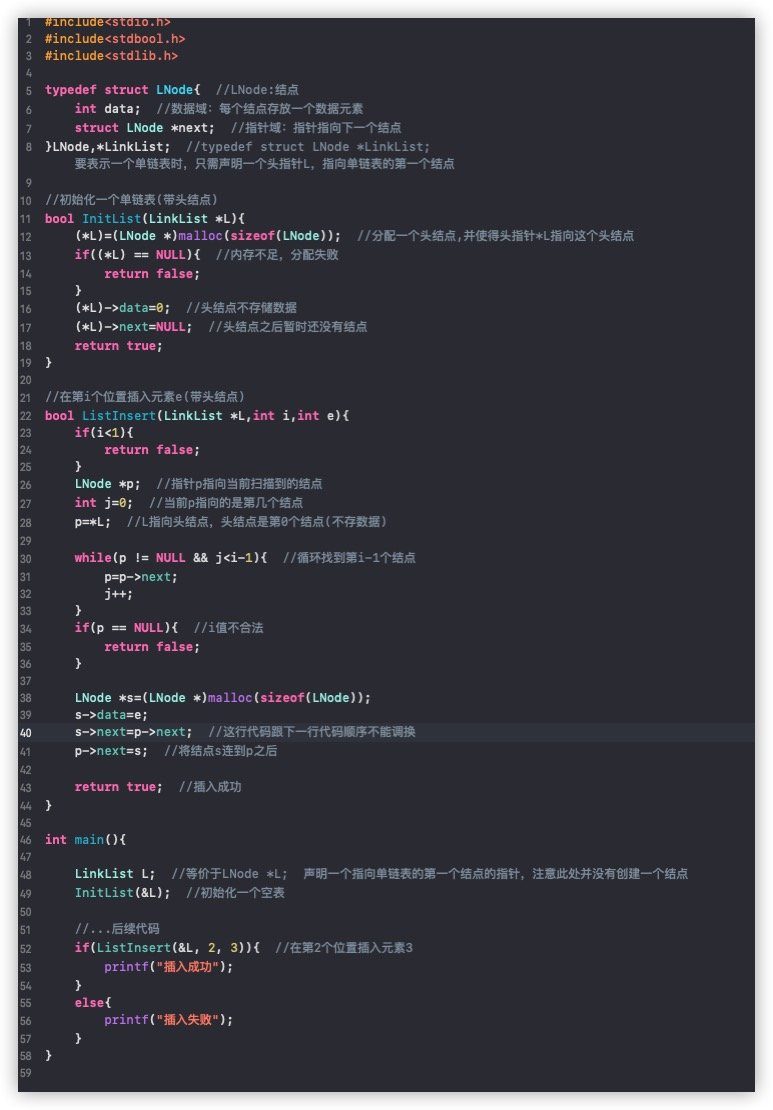 1 #include<stdio.h>
2 #include<stdbool.h>
3 #include<stdlib.h>
4
5 typedef struct LNode{  //LNode:结点
6     int data;  //数据域：每个结点存放一个数据元素
7     struct LNode *next;  //指针域：指针指向下一个结点
8 }LNode,*LinkList;  //typedef struct LNode *LinkList;
    要表示一个单链表时，只需声明一个头指针L，指向单链表的第一个结点
9
10 //初始化一个单链表(带头结点)
11 bool InitList(LinkList *L){
12     (*L)=(LNode *)malloc(sizeof(LNode));  //分配一个头结点,并使得头指针*L指向这个头结点
13     if((*L) == NULL){  //内存不足，分配失败
14         return false;
15     }
16     (*L)->data=0;  //头结点不存储数据
17     (*L)->next=NULL;  //头结点之后暂时还没有结点
18     return true;
19 }
20
21 //在第i个位置插入元素e(带头结点)
22 bool ListInsert(LinkList *L,int i,int e){
23     if(i<1){
24         return false;
25     }
26     LNode *p;  //指针p指向当前扫描到的结点
27     int j=0;  //当前p指向的是第几个结点
28     p=*L;  //L指向头结点，头结点是第0个结点(不存数据)
29
30     while(p != NULL && j<i-1){  //循环找到第i-1个结点
31         p=p->next;
32         j++;
33     }
34     if(p == NULL){  //i值不合法
35         return false;
36     }
37
38     LNode *s=(LNode *)malloc(sizeof(LNode));
39     s->data=e;
40     s->next=p->next;  //这行代码跟下一行代码顺序不能调换
41     p->next=s;  //将结点s连到p之后
42
43     return true;  //插入成功
44 }
45
46 int main(){
47
48     LinkList L;  //等价于LNode *L;  声明一个指向单链表的第一个结点的指针，注意此处并没有创建一个结点
49     InitList(&L);  //初始化一个空表
50
51     //...后续代码
52     if(ListInsert(&L, 2, 3)){  //在第2个位置插入元素3
53         printf("插入成功");
54     }
55     else{
56         printf("插入失败");
57     }
58 }
59